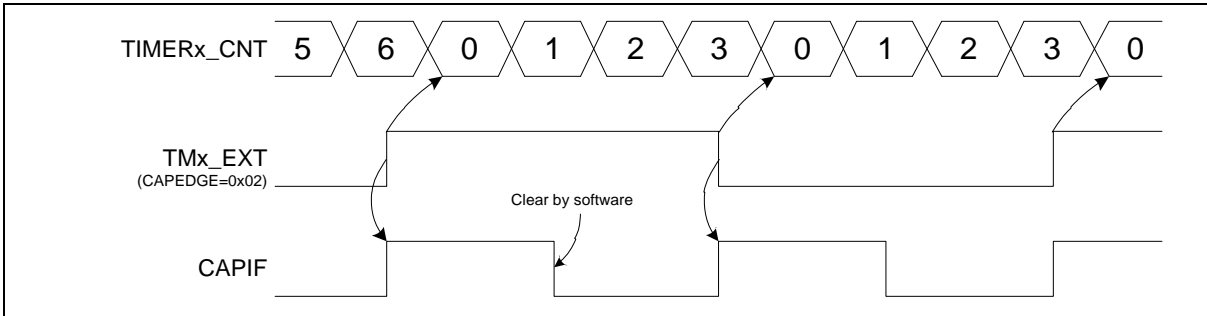 TIMERx_CNT 5 6 0 1 2 3 0 1 2 3 0
TMx_EXT
(CAPEDGE=0x02)
Clear by software
CAPIF